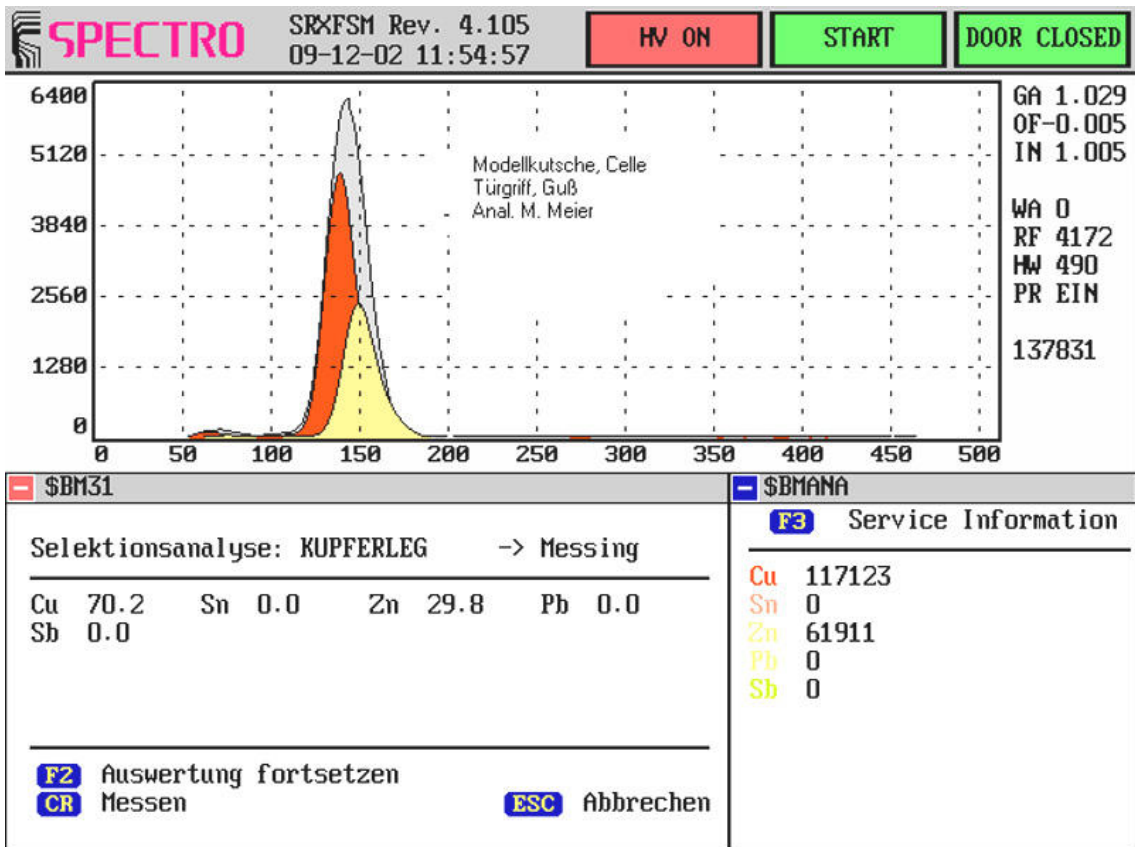 SPECTRO
SRXFSM Rev. 4.105
09-12-02 11:54:57
HV ON
START
DOOR CLOSED
6400
5120
3840
2560
1280
0
0 50 100 150 200 250 300 350 400 450 500
Modellkutsche, Celle
Türgriff, Guß
Anal. M. Meier
GA 1.029
OF-0.005
IN 1.005
WA 0
RF 4172
HW 490
PR EIN
137831
$BM31
Selektionsanalyse: KUPFERLEG -> Messing
Cu 70.2 Sn 0.0 Zn 29.8 Pb 0.0
Sb 0.0
F2 Auswertung fortsetzen
CR Messen ESC Abbrechen
$BMANA
F3 Service Information
Cu 117123
Sn 0
Zn 61911
Pb 0
Sb 0